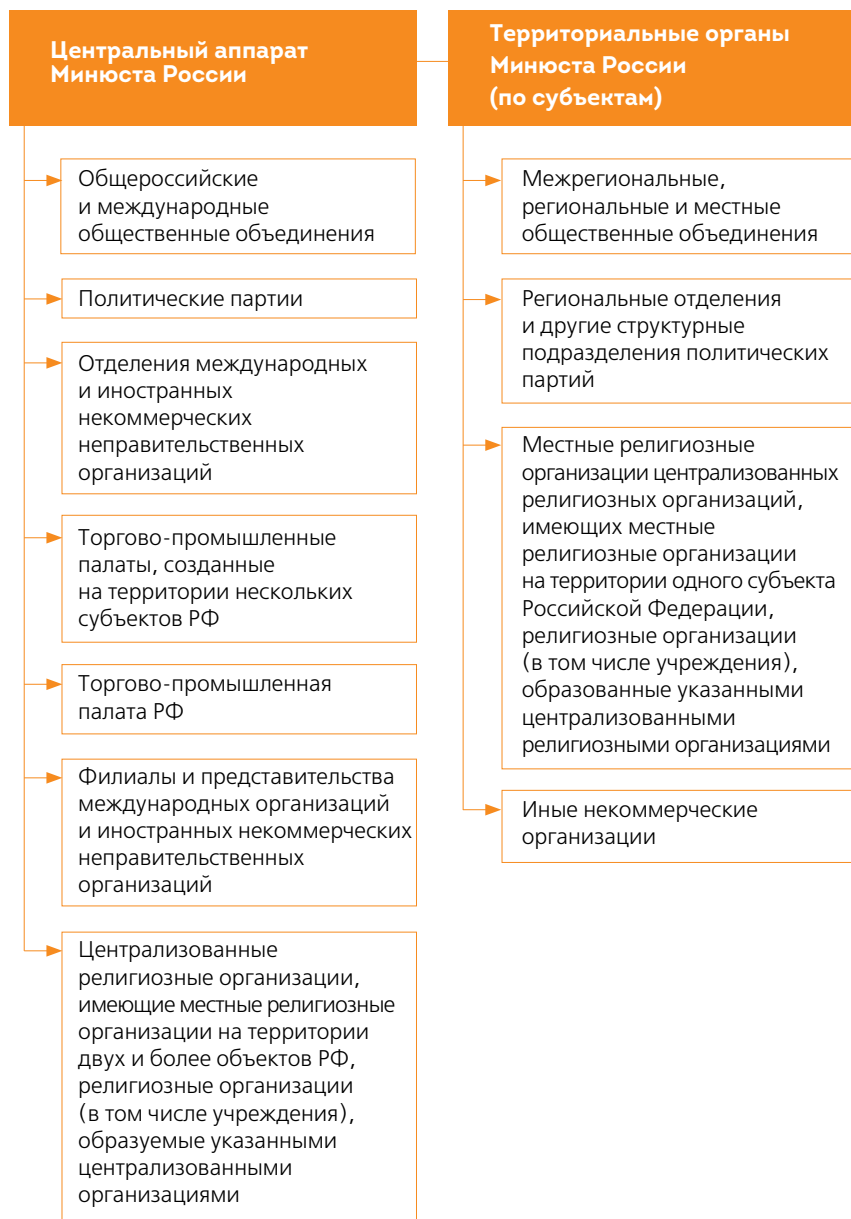 Центральный аппарат
Минюста России
Общероссийские
и международные
общественные объединения
Политические партии
Отделения международных
и иностранных
некоммерческих
неправительственных
организаций
Торгово-промышленные
палаты, созданные
на территории нескольких
субъектов РФ
Торгово-промышленная
палата РФ
Филиалы и представительства
международных организаций
и иностранных некоммерческих
неправительственных
организаций
Централизованные
религиозные организации,
имеющие местные религиозные
организации на территории
двух и более объектов РФ,
религиозные организации
(в том числе учреждения),
образуемые указанными
централизованными
организациями
Территориальные органы
Минюста России
(по субъектам)
Межрегиональные,
региональные и местные
общественные объединения
Региональные отделения
и другие структурные
подразделения политических
партий
Местные религиозные
организации централизованных
религиозных организаций,
имеющих местные
религиозные организации
на территории одного субъекта
Российской Федерации,
религиозные организации
(в том числе учреждения),
образованные указанными
централизованными
религиозными организациями
Иные некоммерческие
организации